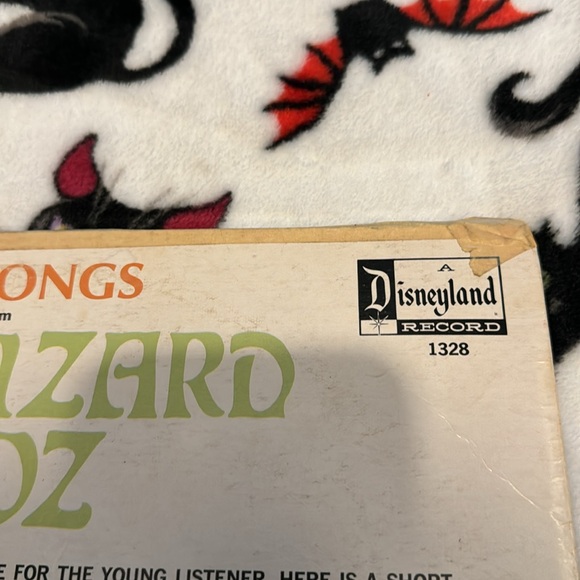 ONGS
A
Disneyland
RECORD
1328
ZARD
OZ
FOR THE YOUNG LISTENER, HERE IS A SHORT